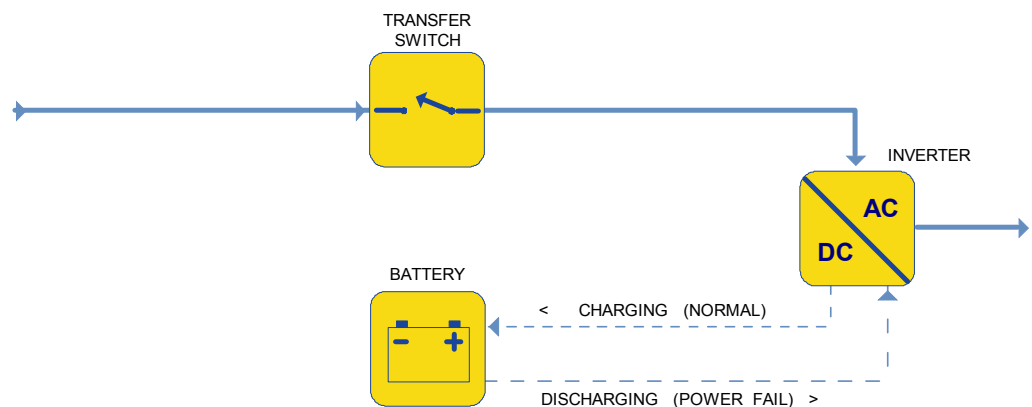 TRANSFER
SWITCH
INVERTER
AC
DC
BATTERY
< CHARGING (NORMAL)
DISCHARGING (POWER FAIL) >